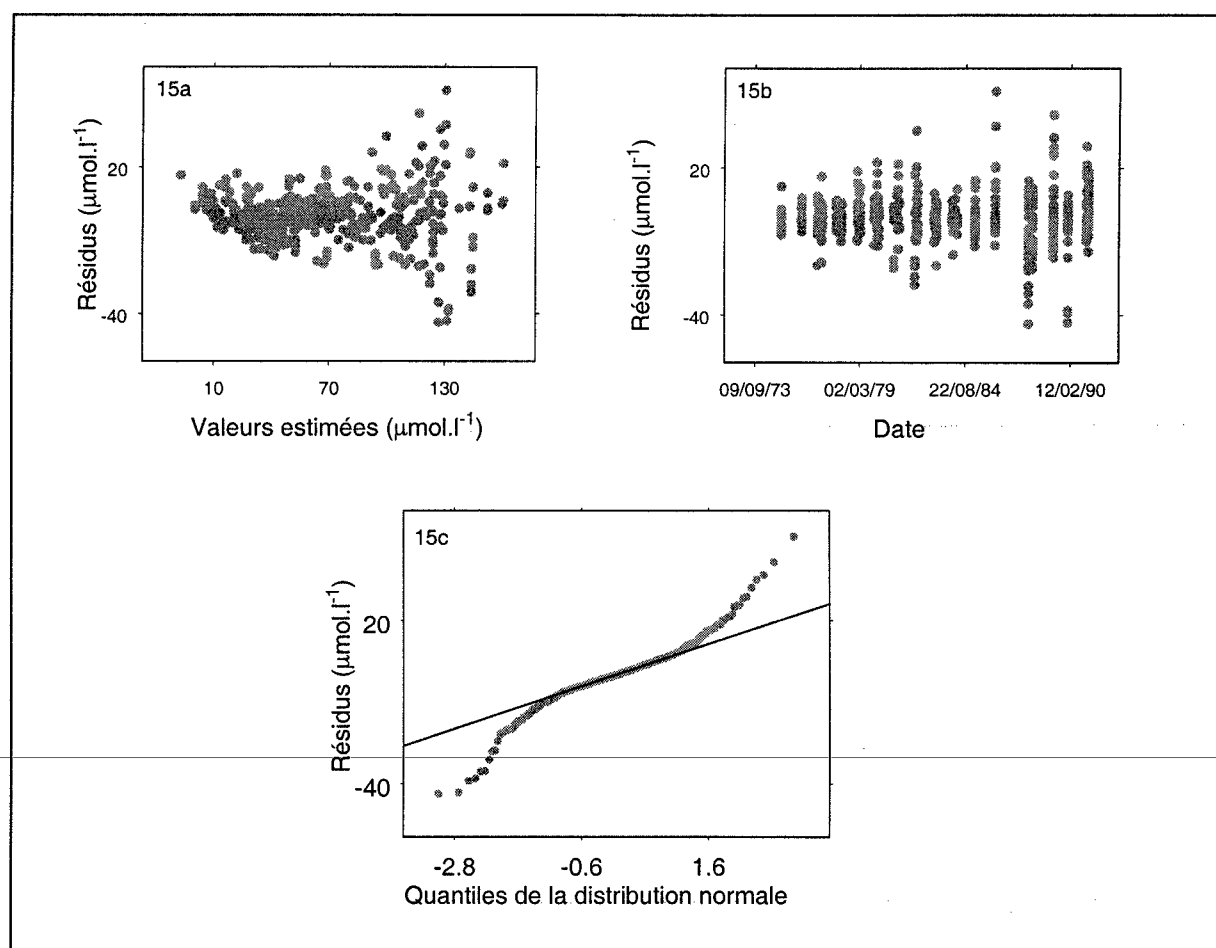 15a
Résidus (μmol.l⁻¹)
20
-40
10 70 130
Valeurs estimées (μmol.l⁻¹)
15b
Résidus (μmol.l⁻¹)
20
-40
09/09/73 02/03/79 22/08/84 12/02/90
Date
15c
Résidus (μmol.l⁻¹)
20
-40
-2.8 -0.6 1.6
Quantiles de la distribution normale